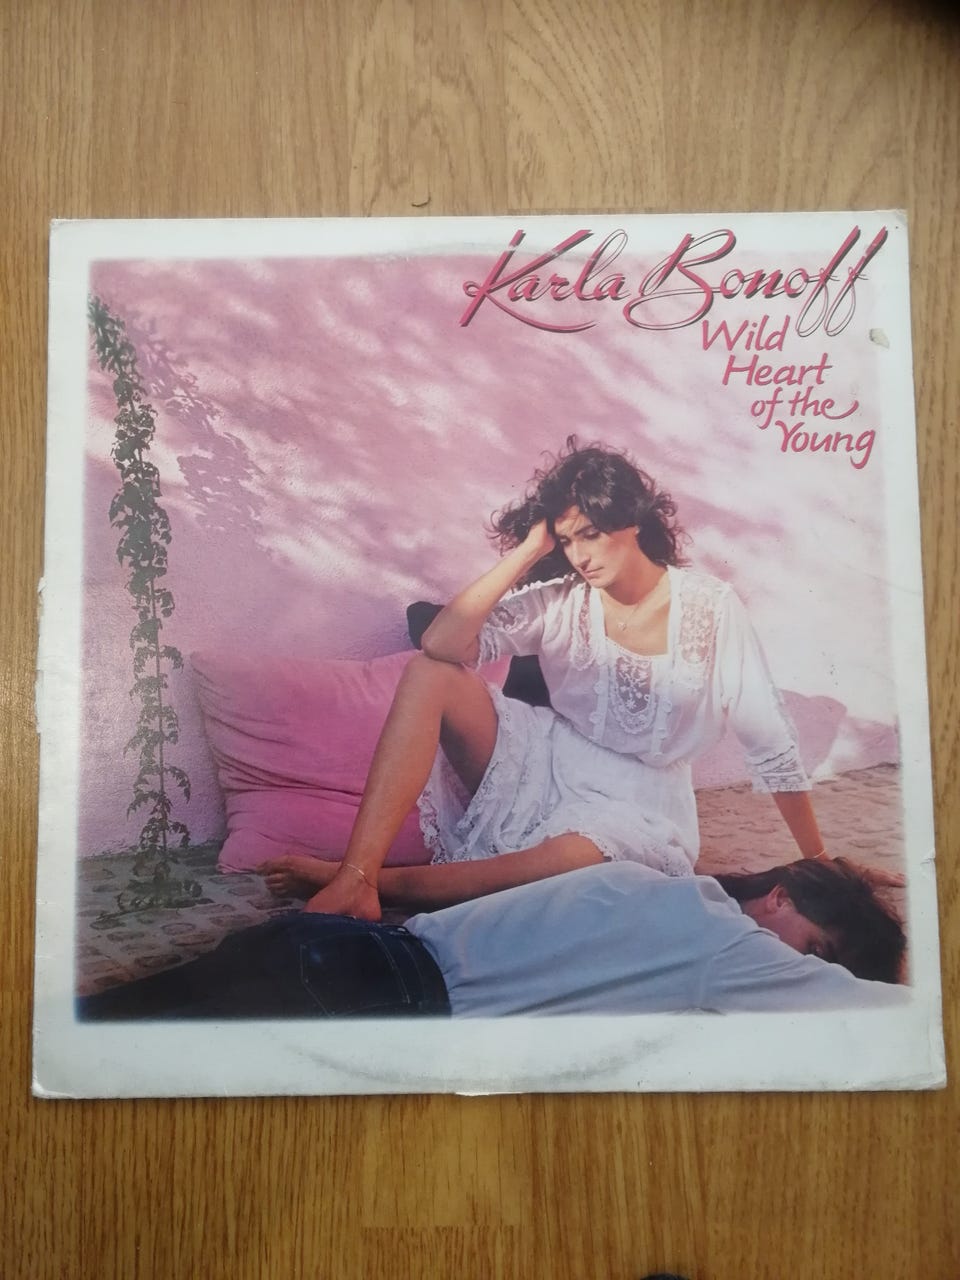 Karla Bonoff
Wild
Heart
of the
Young